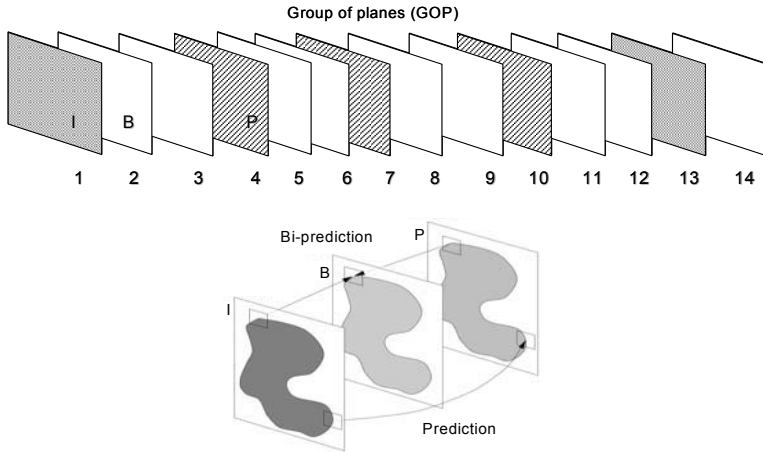 Group of planes (GOP)
I B P
1 2 3 4 5 6 7 8 9 10 11 12 13 14
Bi-prediction
P
B
I
Prediction